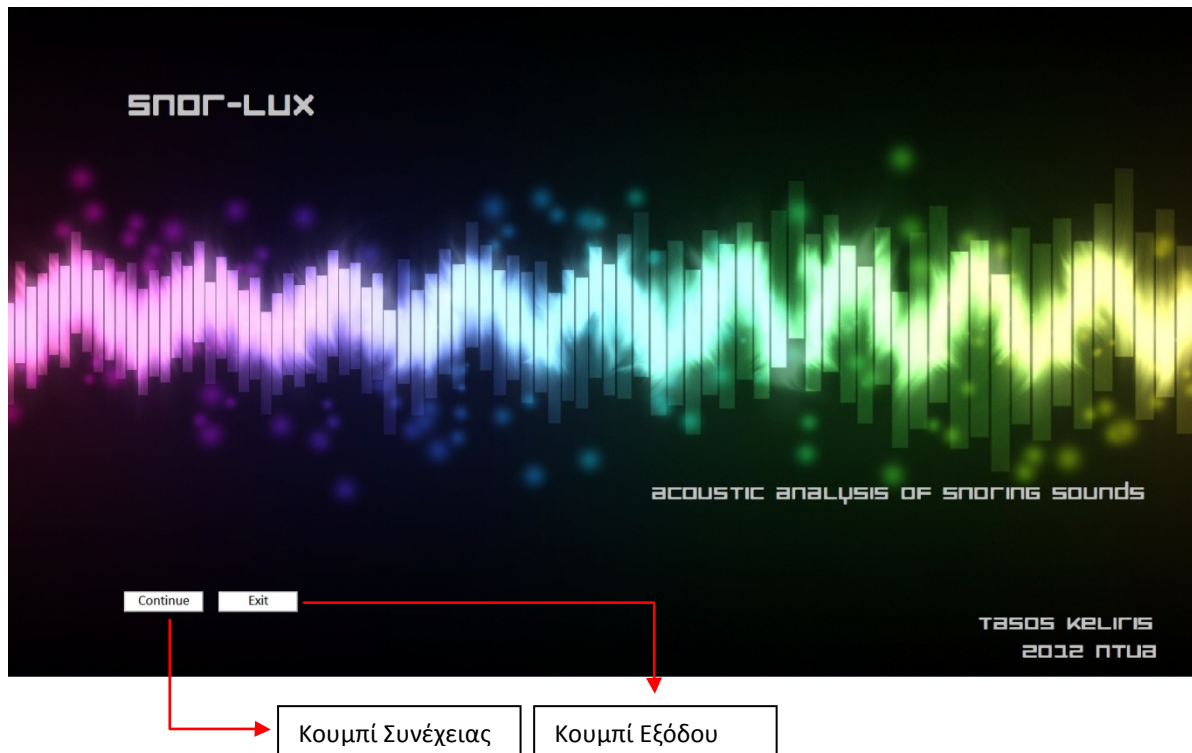 SNOR-LUX
ACOUSTIC ANALYSIS OF SNORING SOUNDS
Continue Exit
TASOS KELIRIS
2012 NTUA
Κουμπί Συνέχειας Κουμπί Εξόδου